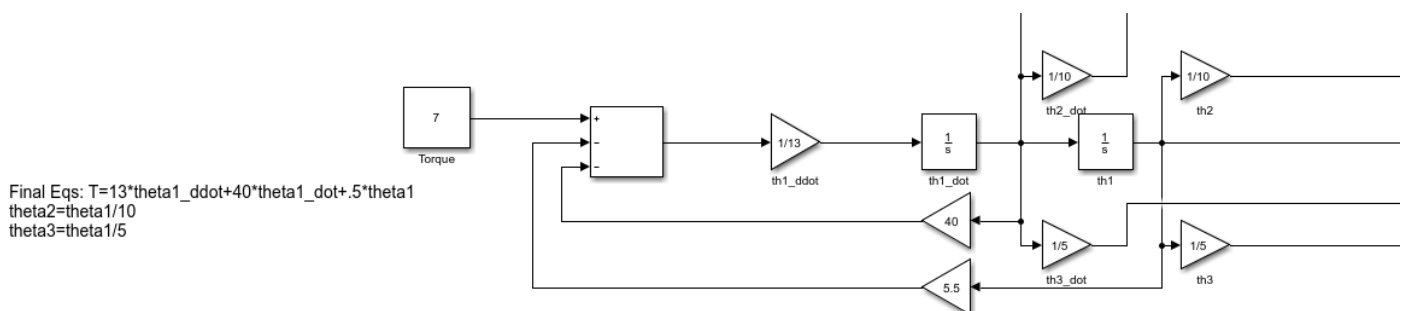 1/10
1/10
th2_dot
th2
7
+
−
−
Torque
1/13
th1_ddot
1
s
th1_dot
1
s
th1
Final Eqs: T=13*theta1_ddot+40*theta1_dot+.5*theta1
theta2=theta1/10
theta3=theta1/5
40
1/5
1/5
th3_dot
th3
5.5